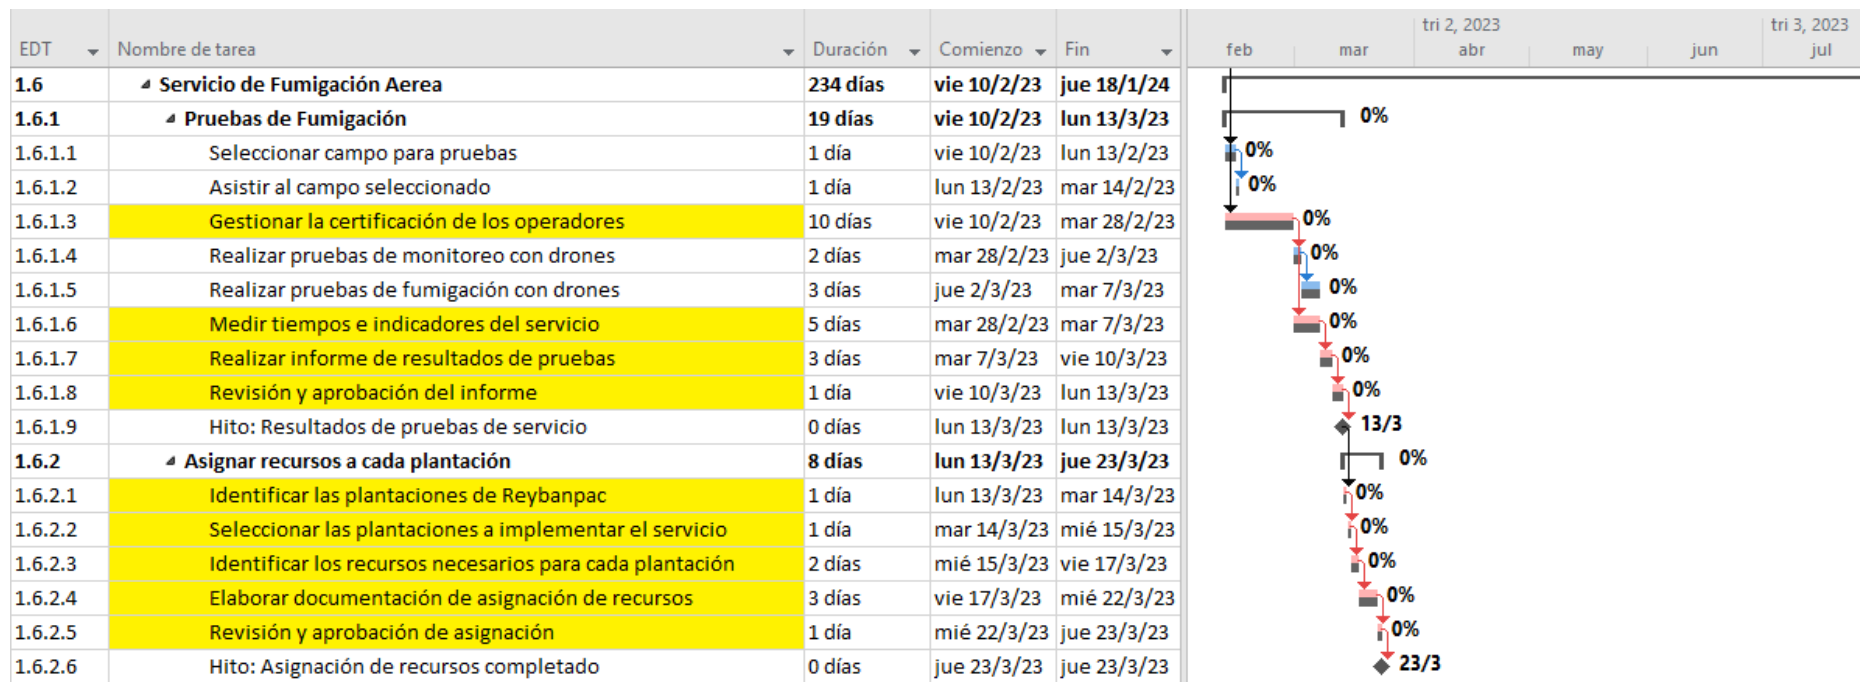 tri 2, 2023 tri 3, 2023
EDT Nombre de tarea Duración Comienzo Fin feb mar abr may jun jul
1.6 Servicio de Fumigación Aerea 234 días vie 10/2/23 jue 18/1/24
1.6.1 Pruebas de Fumigación 19 días vie 10/2/23 lun 13/3/23 0%
1.6.1.1 Seleccionar campo para pruebas 1 día vie 10/2/23 lun 13/2/23 0%
1.6.1.2 Asistir al campo seleccionado 1 día lun 13/2/23 mar 14/2/23 0%
1.6.1.3 Gestionar la certificación de los operadores 10 días vie 10/2/23 mar 28/2/23 0%
1.6.1.4 Realizar pruebas de monitoreo con drones 2 días mar 28/2/23 jue 2/3/23 0%
1.6.1.5 Realizar pruebas de fumigación con drones 3 días jue 2/3/23 mar 7/3/23 0%
1.6.1.6 Medir tiempos e indicadores del servicio 5 días mar 28/2/23 mar 7/3/23 0%
1.6.1.7 Realizar informe de resultados de pruebas 3 días mar 7/3/23 vie 10/3/23 0%
1.6.1.8 Revisión y aprobación del informe 1 día vie 10/3/23 lun 13/3/23 0%
1.6.1.9 Hito: Resultados de pruebas de servicio 0 días lun 13/3/23 lun 13/3/23 13/3
1.6.2 Asignar recursos a cada plantación 8 días lun 13/3/23 jue 23/3/23 0%
1.6.2.1 Identificar las plantaciones de Reybanpac 1 día lun 13/3/23 mar 14/3/23 0%
1.6.2.2 Seleccionar las plantaciones a implementar el servicio 1 día mar 14/3/23 mié 15/3/23 0%
1.6.2.3 Identificar los recursos necesarios para cada plantación 2 días mié 15/3/23 vie 17/3/23 0%
1.6.2.4 Elaborar documentación de asignación de recursos 3 días vie 17/3/23 mié 22/3/23 0%
1.6.2.5 Revisión y aprobación de asignación 1 día mié 22/3/23 jue 23/3/23 0%
1.6.2.6 Hito: Asignación de recursos completado 0 días jue 23/3/23 jue 23/3/23 23/3